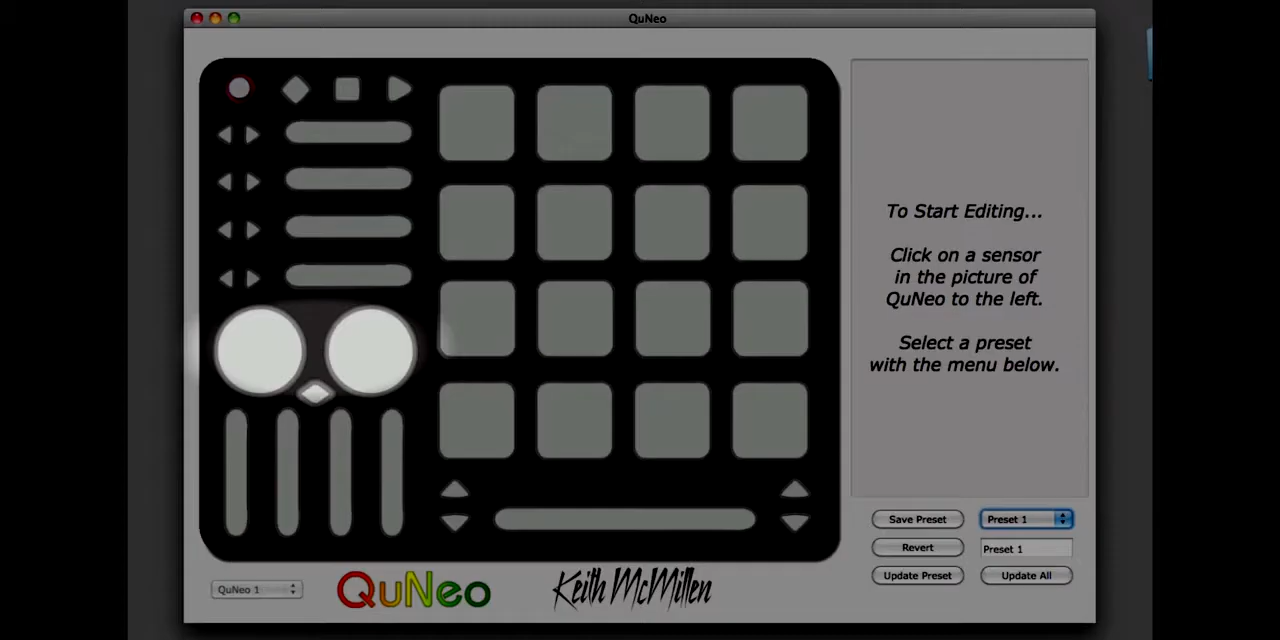 QuNeo
To Start Editing...
Click on a sensor
in the picture of
QuNeo to the left.
Select a preset
with the menu below.
Save Preset
Preset 1
Revert
Preset 1
Update Preset
Update All
QuNeo 1
QuNeo
Keith McMillen